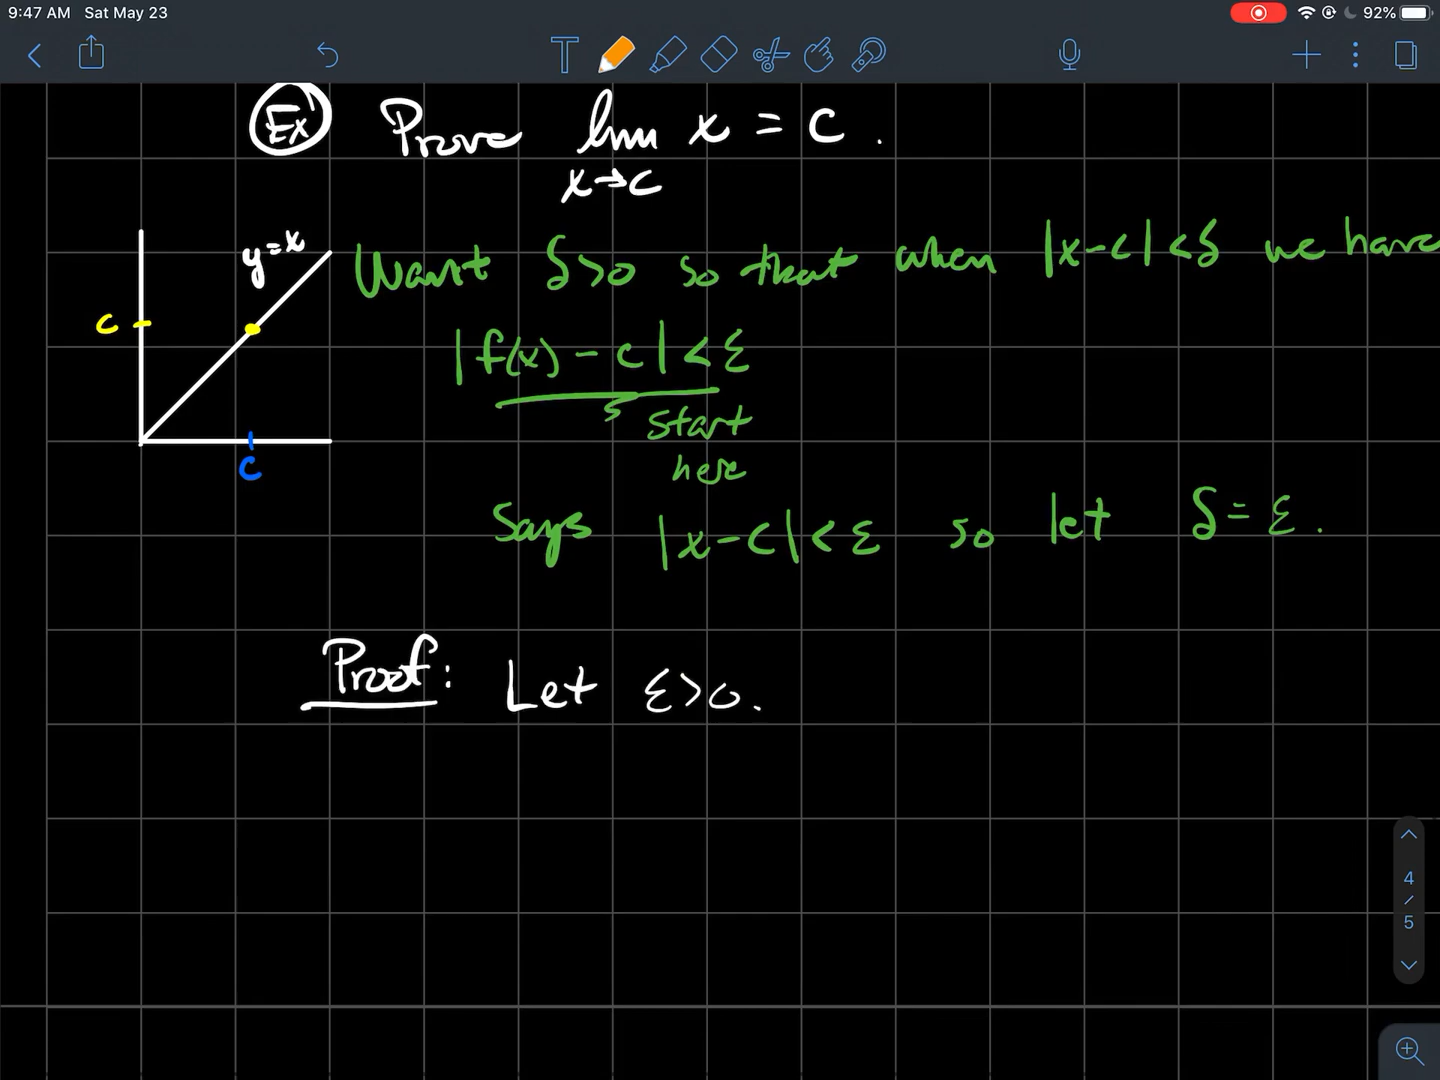 9:47 AM Sat May 23
92%
T
Ex Prove lim x = c.
x→c
y=x
Want δ>0 so that when |x-c|<δ we have
c
|f(x)-c|<ε
start
here
c
Says |x-c|<ε so let δ=ε.
Proof: Let ε>0.
4
/
5